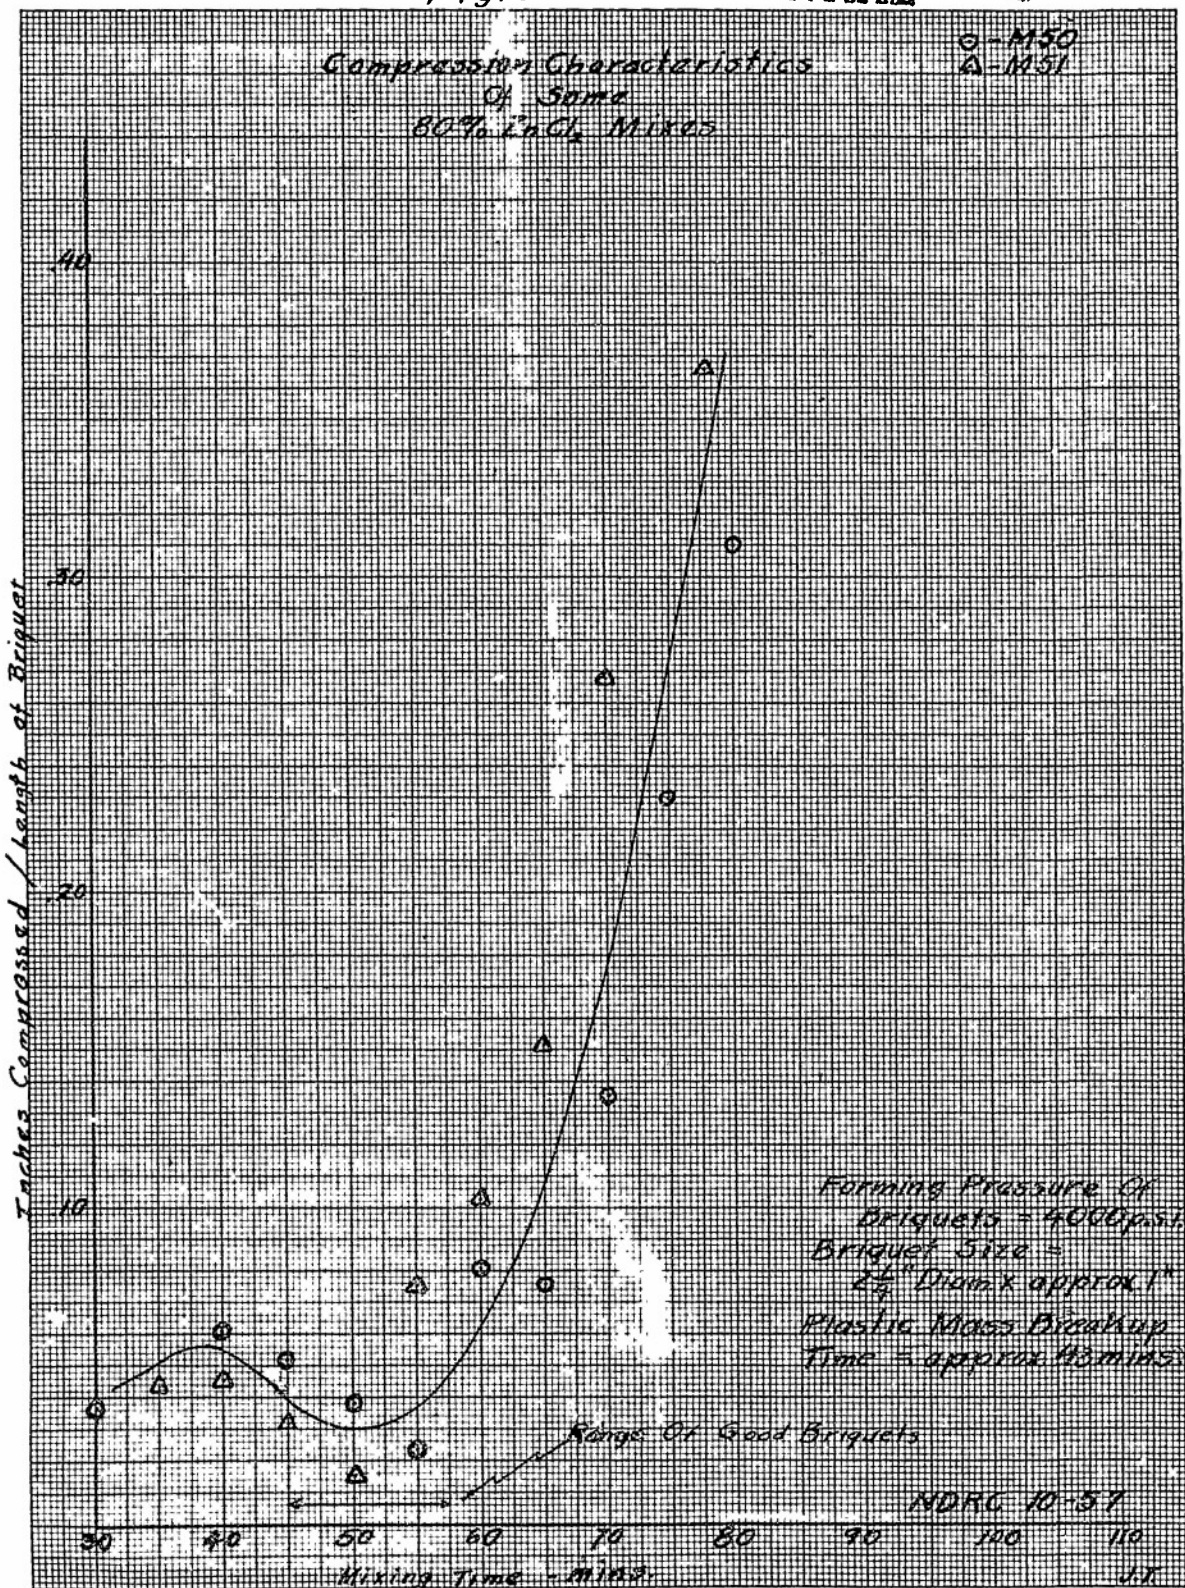 ⊙ - M50
△ - M51
Compression Characteristics
Of Some
80% ZnCl₂ Mixes
.40
.30
.20
.10
Inches Compressed / Length of Briquet
Forming Pressure Of
Briquets = 4000 p.s.i.
Briquet Size =
2¼" Diam. x approx. 1"
Plastic Mass Breakup
Time = approx. 43 mins.
Range Of Good Briquets
NDRC 10-57
30 40 50 60 70 80 90 100 110
Mixing Time - mins.
J.T.